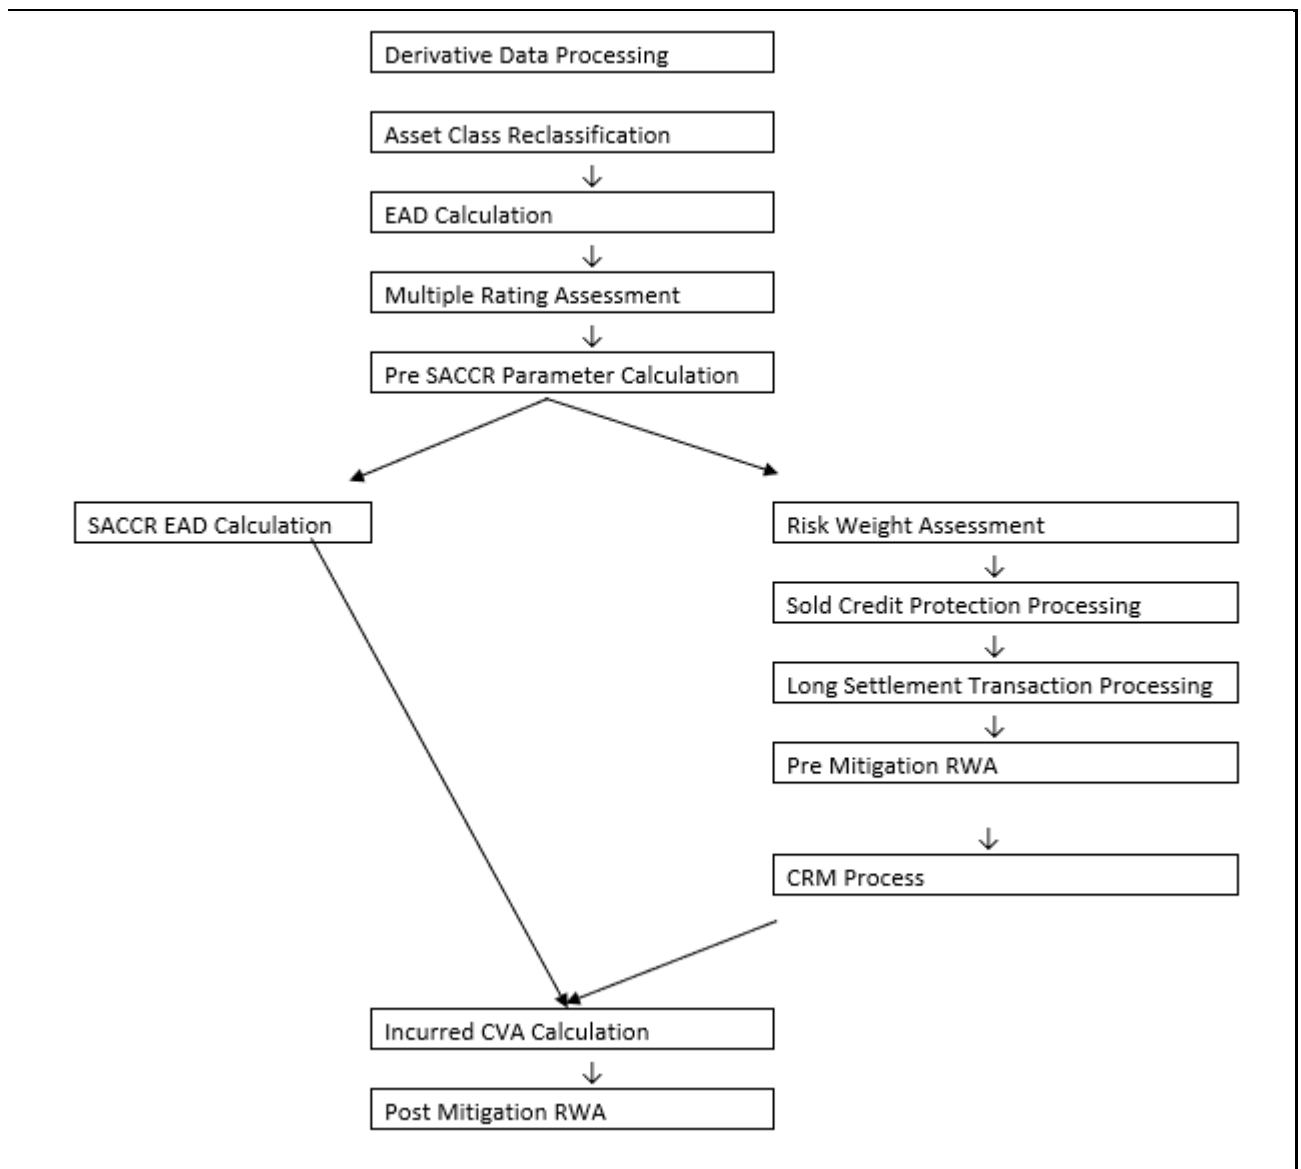 Derivative Data Processing
Asset Class Reclassification
EAD Calculation
Multiple Rating Assessment
Pre SACCR Parameter Calculation
SACCR EAD Calculation
Risk Weight Assessment
Sold Credit Protection Processing
Long Settlement Transaction Processing
Pre Mitigation RWA
CRM Process
Incurred CVA Calculation
Post Mitigation RWA